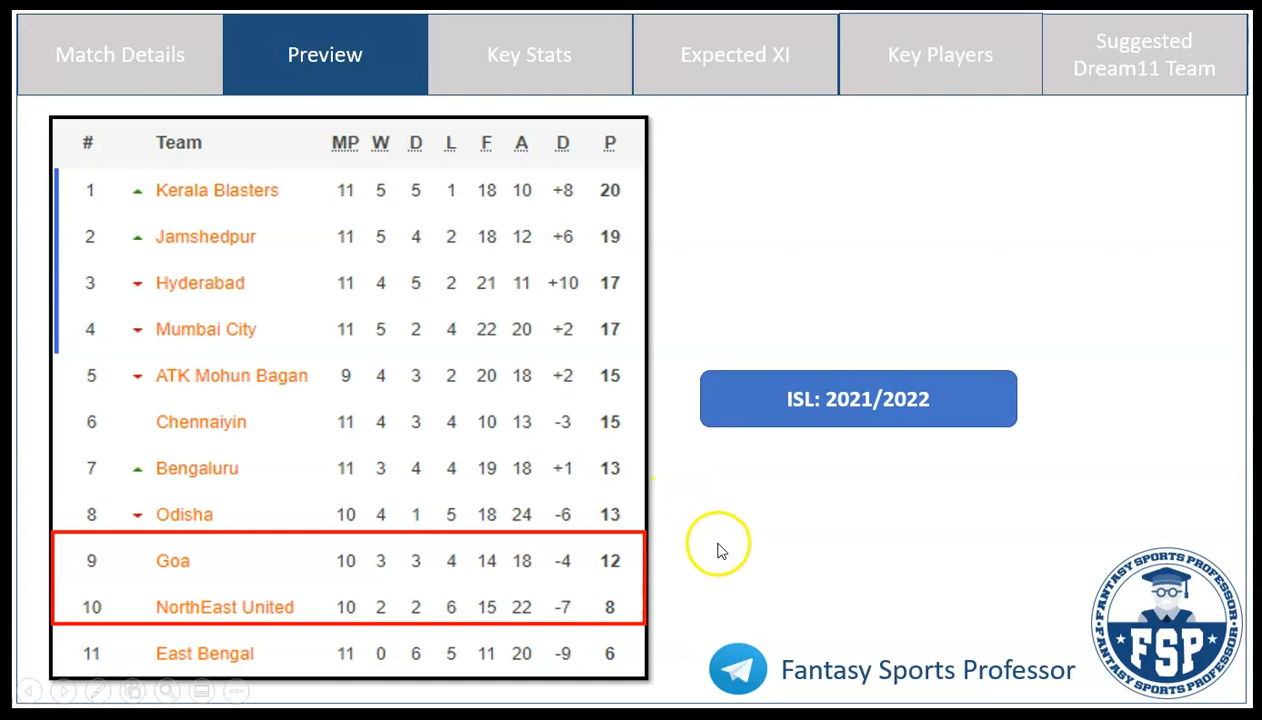 Match Details
Preview
Key Stats
Expected XI
Key Players
Suggested
Dream11 Team
# Team MP W D L F A D P
1 Kerala Blasters 11 5 5 1 18 10 +8 20
2 Jamshedpur 11 5 4 2 18 12 +6 19
3 Hyderabad 11 4 5 2 21 11 +10 17
4 Mumbai City 11 5 2 4 22 20 +2 17
5 ATK Mohun Bagan 9 4 3 2 20 18 +2 15
6 Chennaiyin 11 4 3 4 10 13 -3 15
7 Bengaluru 11 3 4 4 19 18 +1 13
8 Odisha 10 4 1 5 18 24 -6 13
9 Goa 10 3 3 4 14 18 -4 12
10 NorthEast United 10 2 2 6 15 22 -7 8
11 East Bengal 11 0 6 5 11 20 -9 6
ISL: 2021/2022
Fantasy Sports Professor
•FANTASY SPORTS PROFESSOR•
FSP
FANTASY SPORTS PROFESSOR